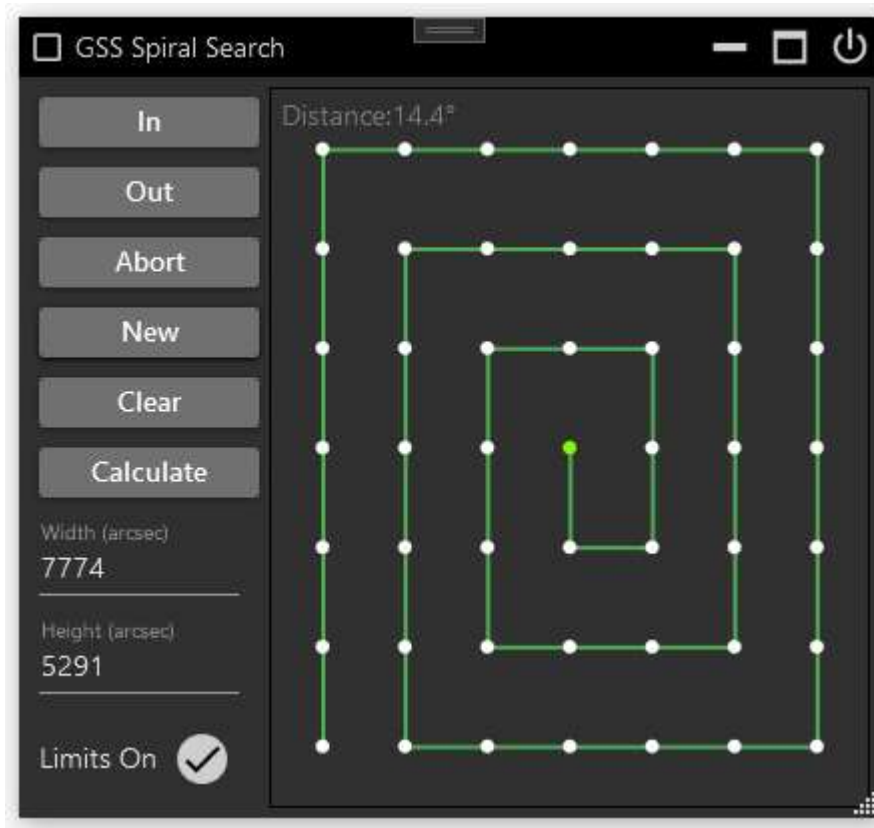 GSS Spiral Search
In
Out
Abort
New
Clear
Calculate
Width (arcsec)
7774
Height (arcsec)
5291
Limits On
Distance:14.4°